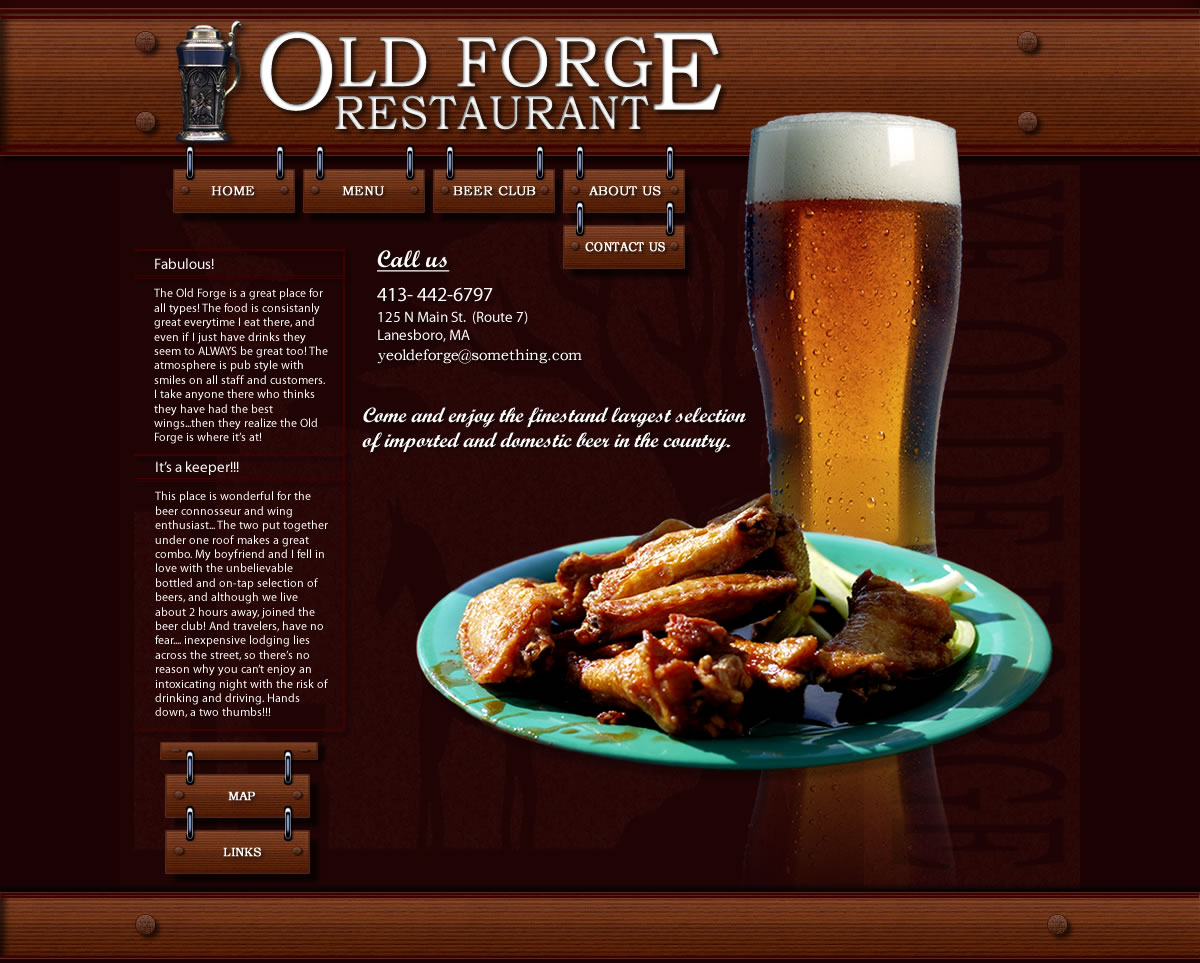 OLD FORGE
RESTAURANT
HOME
MENU
BEER CLUB
ABOUT US
CONTACT US
Fabulous!
The Old Forge is a great place for
all types! The food is consistanly
great everytime I eat there, and
even if I just have drinks they
seem to ALWAYS be great too! The
atmosphere is pub style with
smiles on all staff and customers.
I take anyone there who thinks
they have had the best
wings...then they realize the Old
Forge is where it's at!
It's a keeper!!!
This place is wonderful for the
beer connosseur and wing
enthusiast... The two put together
under one roof makes a great
combo. My boyfriend and I fell in
love with the unbelievable
bottled and on-tap selection of
beers, and although we live
about 2 hours away, joined the
beer club! And travelers, have no
fear.... inexpensive lodging lies
across the street, so there's no
reason why you can't enjoy an
intoxicating night with the risk of
drinking and driving. Hands
down, a two thumbs!!!
MAP
LINKS
Call us
413- 442-6797
125 N Main St. (Route 7)
Lanesboro, MA
yeoldeforge@something.com
Come and enjoy the finestand largest selection
of imported and domestic beer in the country.
YE OLDE FORGE